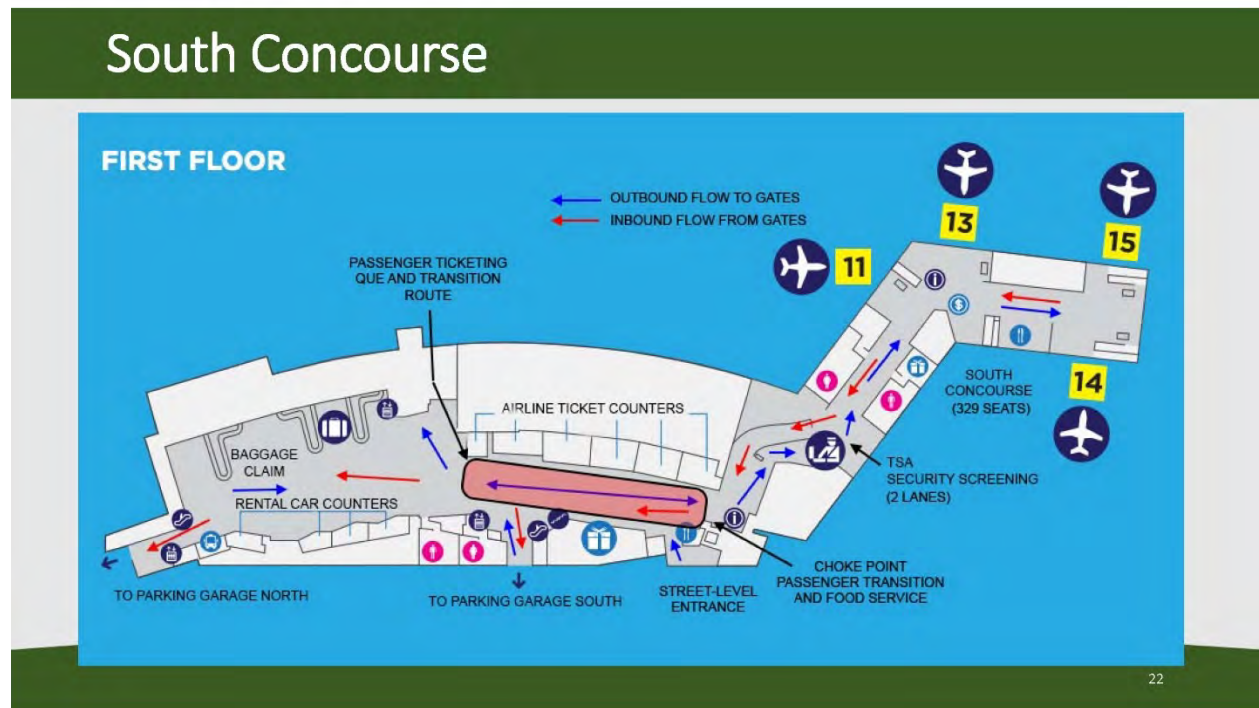 South Concourse
FIRST FLOOR
OUTBOUND FLOW TO GATES
INBOUND FLOW FROM GATES
13
15
11
PASSENGER TICKETING
QUE AND TRANSITION
ROUTE
14
SOUTH
CONCOURSE
(329 SEATS)
AIRLINE TICKET COUNTERS
BAGGAGE
CLAIM
RENTAL CAR COUNTERS
TSA
SECURITY SCREENING
(2 LANES)
CHOKE POINT
PASSENGER TRANSITION
AND FOOD SERVICE
TO PARKING GARAGE NORTH
TO PARKING GARAGE SOUTH
STREET-LEVEL
ENTRANCE
22